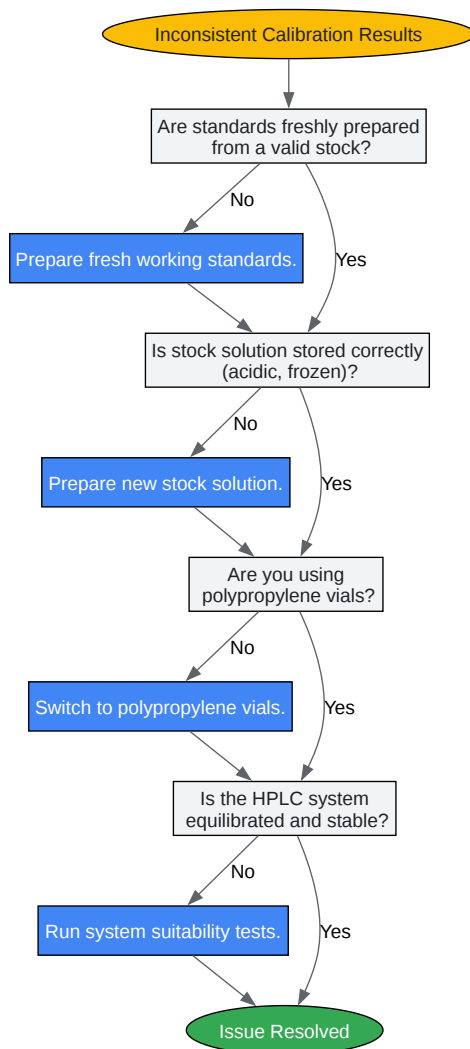 Inconsistent Calibration Results
Are standards freshly prepared
from a valid stock?
No
Prepare fresh working standards.
Yes
Is stock solution stored correctly
(acidic, frozen)?
No
Prepare new stock solution.
Yes
Are you using
polypropylene vials?
No
Switch to polypropylene vials.
Yes
Is the HPLC system
equilibrated and stable?
No
Run system suitability tests.
Yes
Issue Resolved